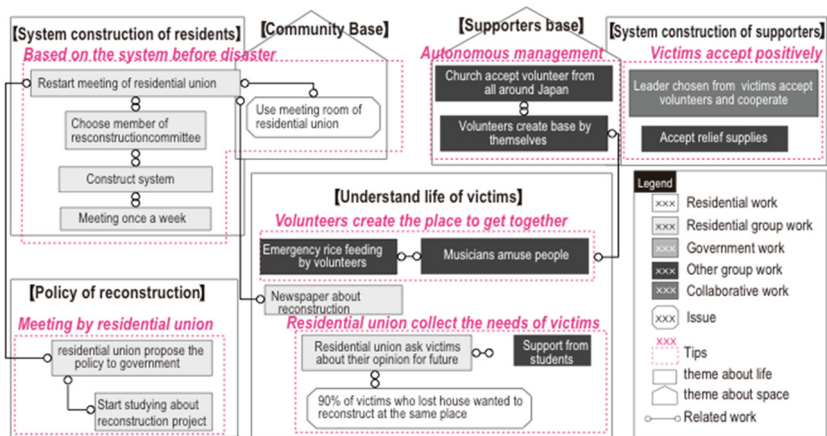 【System construction of residents】
Based on the system before disaster
Restart meeting of residential union
Choose member of
resconstructioncommittee
Construct system
Meeting once a week
【Community Base】
Use meeting room of
residential union
【Supporters base】
Autonomous management
Church accept volunteer from
all around Japan
Volunteers create base by
themselves
【System construction of supporters】
Victims accept positively
Leader chosen from victims accept
volunteers and cooperate
Accept relief supplies
【Understand life of victims】
Volunteers create the place to get together
Emergency rice feeding
by volunteers
Musicians amuse people
Newspaper about
reconstruction
Residential union collect the needs of victims
Residential union ask victims
about their opinion for future
Support from
students
90% of victims who lost house wanted to
reconstruct at the same place
【Policy of reconstruction】
Meeting by residential union
residential union propose the
policy to government
Start studying about
reconstruction project
Legend
xxx Residential work
xxx Residential group work
xxx Government work
xxx Other group work
xxx Collaborative work
xxx Issue
xxx
Tips
theme about life
theme about space
Related work